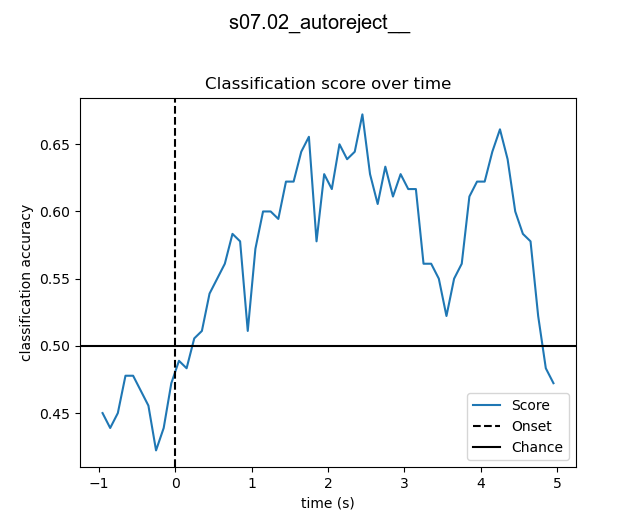 s07.02_autoreject__
Classification score over time
classification accuracy
0.65
0.60
0.55
0.50
0.45
−1
0
1
2
3
4
5
time (s)
Score
Onset
Chance